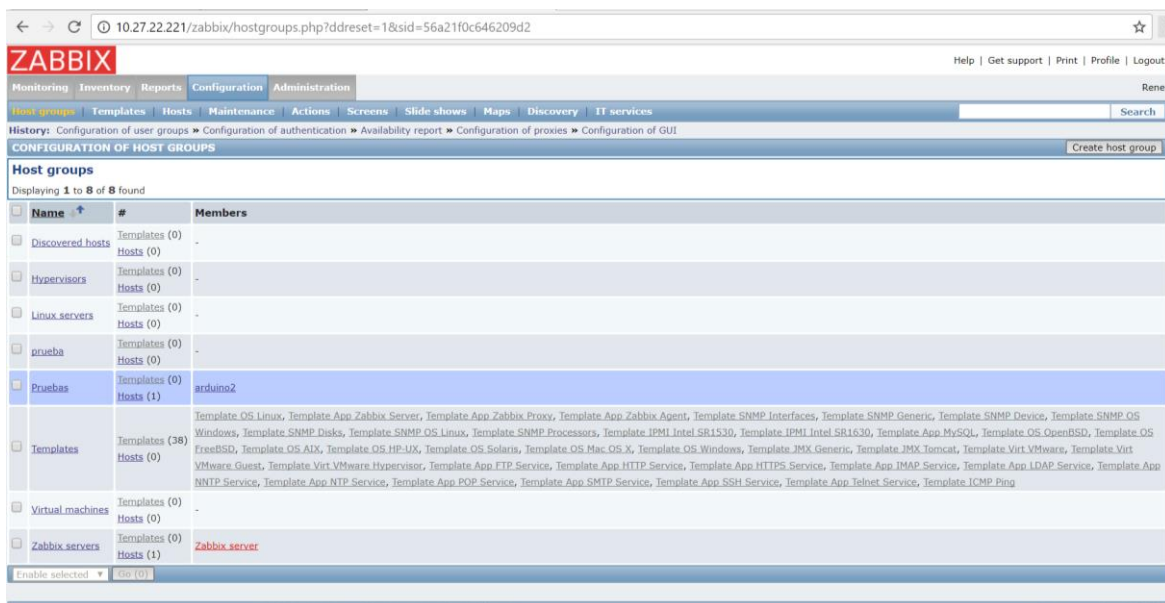 10.27.22.221/zabbix/hostgroups.php?ddreset=1&sid=56a21f0c646209d2
ZABBIX
Help | Get support | Print | Profile | Logout
Monitoring Inventory Reports Configuration Administration
Rene
Host groups | Templates | Hosts | Maintenance | Actions | Screens | Slide shows | Maps | Discovery | IT services
Search
History: Configuration of user groups » Configuration of authentication » Availability report » Configuration of proxies » Configuration of GUI
CONFIGURATION OF HOST GROUPS
Create host group
Host groups
Displaying 1 to 8 of 8 found
Name # Members
Discovered hosts Templates (0) Hosts (0) -
Hypervisors Templates (0) Hosts (0) -
Linux servers Templates (0) Hosts (0) -
prueba Templates (0) Hosts (0) -
Pruebas Templates (0) Hosts (1) arduino2
Templates Templates (38) Hosts (0)
Template OS Linux, Template App Zabbix Server, Template App Zabbix Proxy, Template App Zabbix Agent, Template SNMP Interfaces, Template SNMP Generic, Template SNMP Device, Template SNMP OS
Windows, Template SNMP Disks, Template SNMP OS Linux, Template SNMP Processors, Template IPMI Intel SR1530, Template IPMI Intel SR1630, Template App MySQL, Template OS OpenBSD, Template OS
FreeBSD, Template OS AIX, Template OS HP-UX, Template OS Solaris, Template OS Mac OS X, Template OS Windows, Template JMX Generic, Template JMX Tomcat, Template Virt VMware, Template Virt
VMware Guest, Template Virt VMware Hypervisor, Template App FTP Service, Template App HTTP Service, Template App HTTPS Service, Template App IMAP Service, Template App LDAP Service, Template App
NNTP Service, Template App NTP Service, Template App POP Service, Template App SMTP Service, Template App SSH Service, Template App Telnet Service, Template ICMP Ping
Virtual machines Templates (0) Hosts (0) -
Zabbix servers Templates (0) Hosts (1) Zabbix server
Enable selected Go (0)